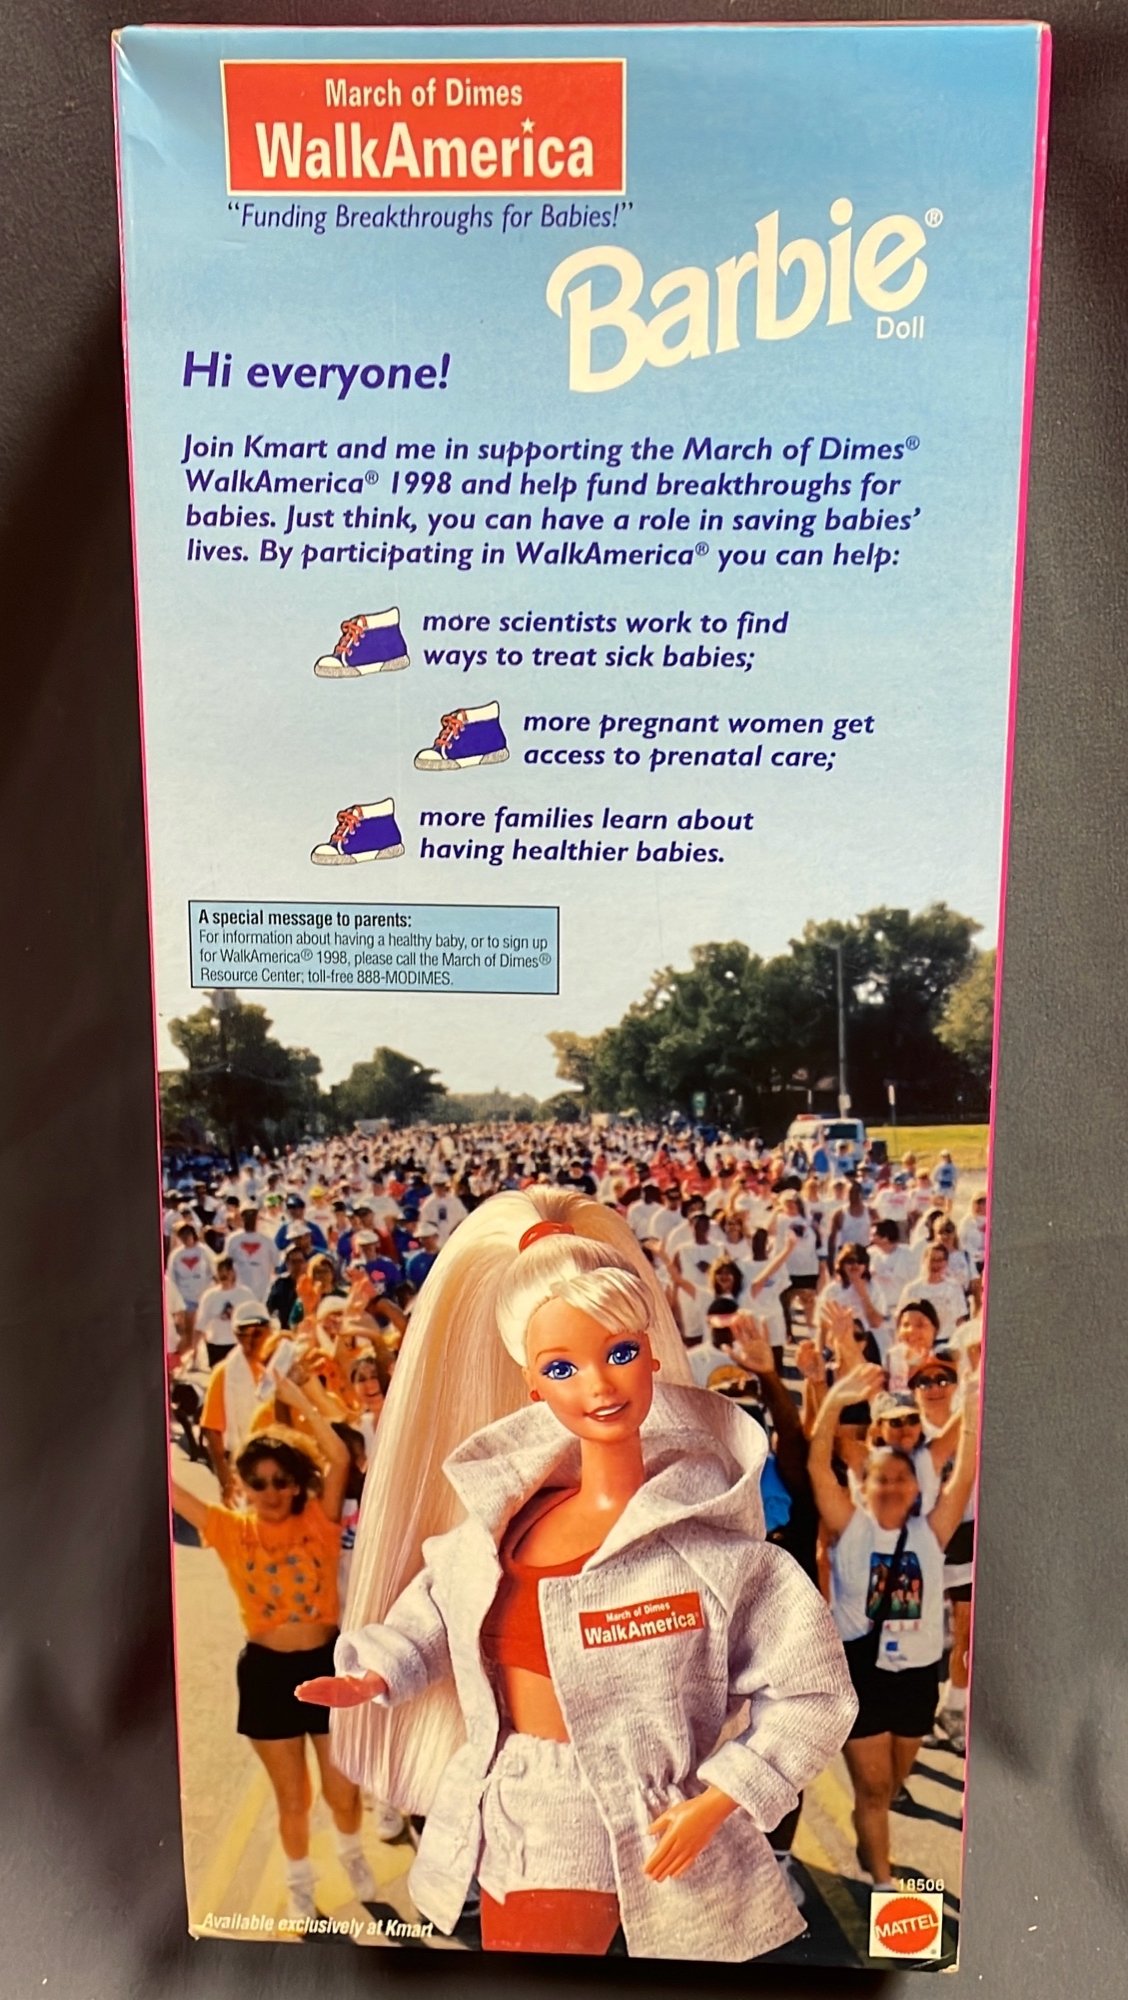 March of Dimes
WalkAmerica
"Funding Breakthroughs for Babies!"
Barbie®
Doll
Hi everyone!
Join Kmart and me in supporting the March of Dimes®
WalkAmerica® 1998 and help fund breakthroughs for
babies. Just think, you can have a role in saving babies'
lives. By participating in WalkAmerica® you can help:
more scientists work to find
ways to treat sick babies;
more pregnant women get
access to prenatal care;
more families learn about
having healthier babies.
A special message to parents:
For information about having a healthy baby, or to sign up
for WalkAmerica® 1998, please call the March of Dimes®
Resource Center; toll-free 888-MODIMES.
March of Dimes
WalkAmerica
Available exclusively at Kmart
18506
MATTEL